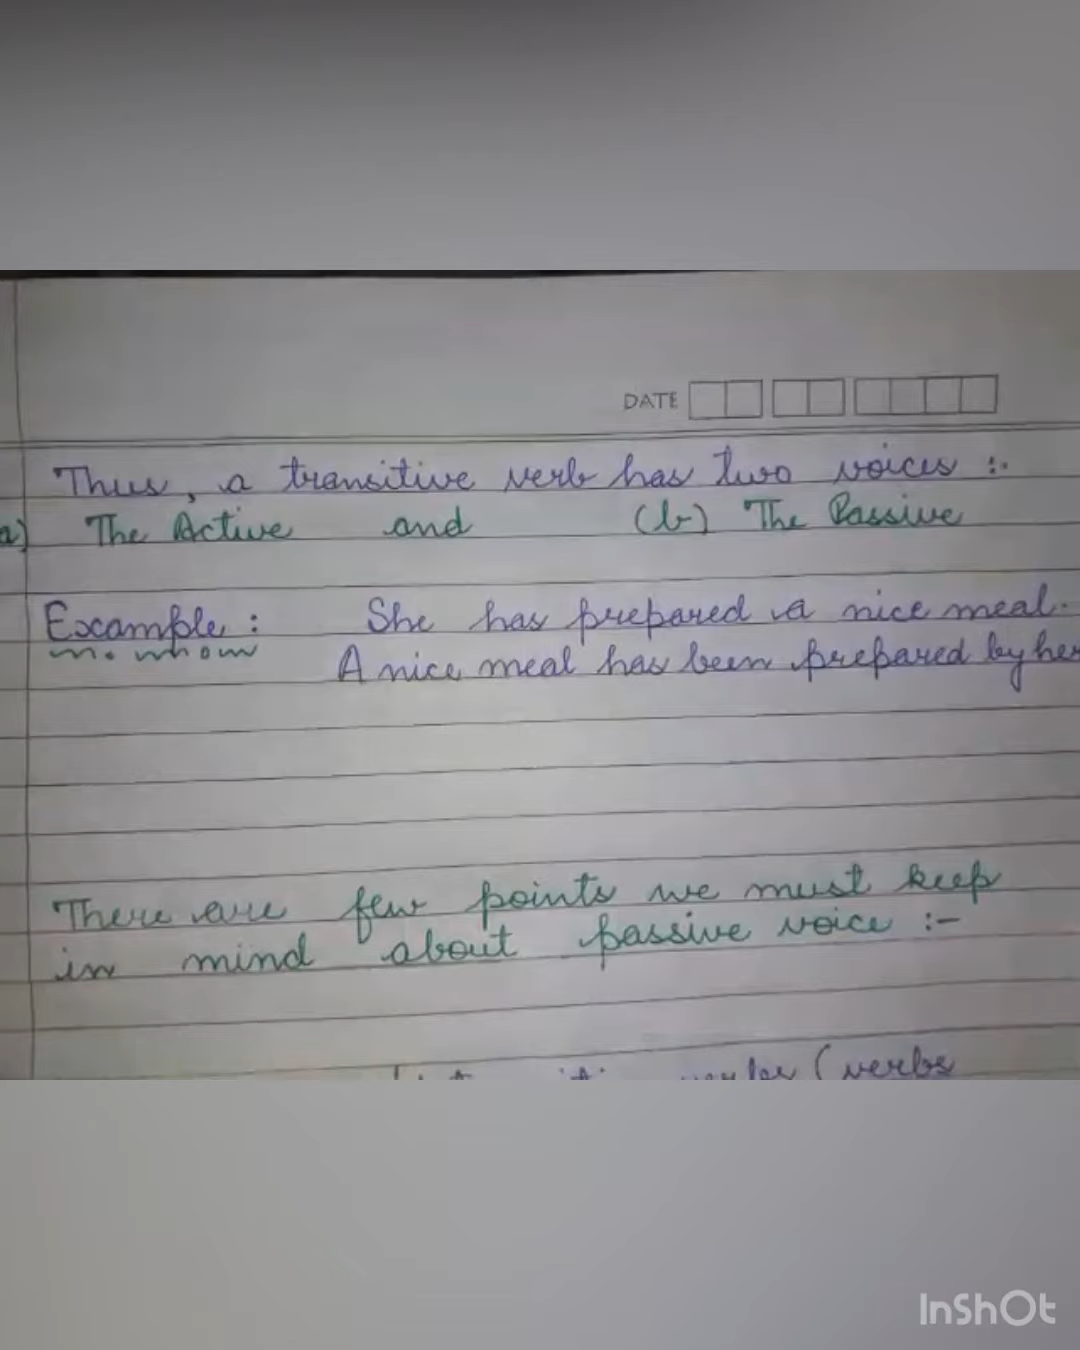 DATE
Thus, a transitive verb has two voices :-
a) The Active and (b) The Passive
Example : She has prepared a nice meal.
A nice meal has been prepared by her
There are few points we must keep
in mind about passive voice :-
(verbs
InShOt